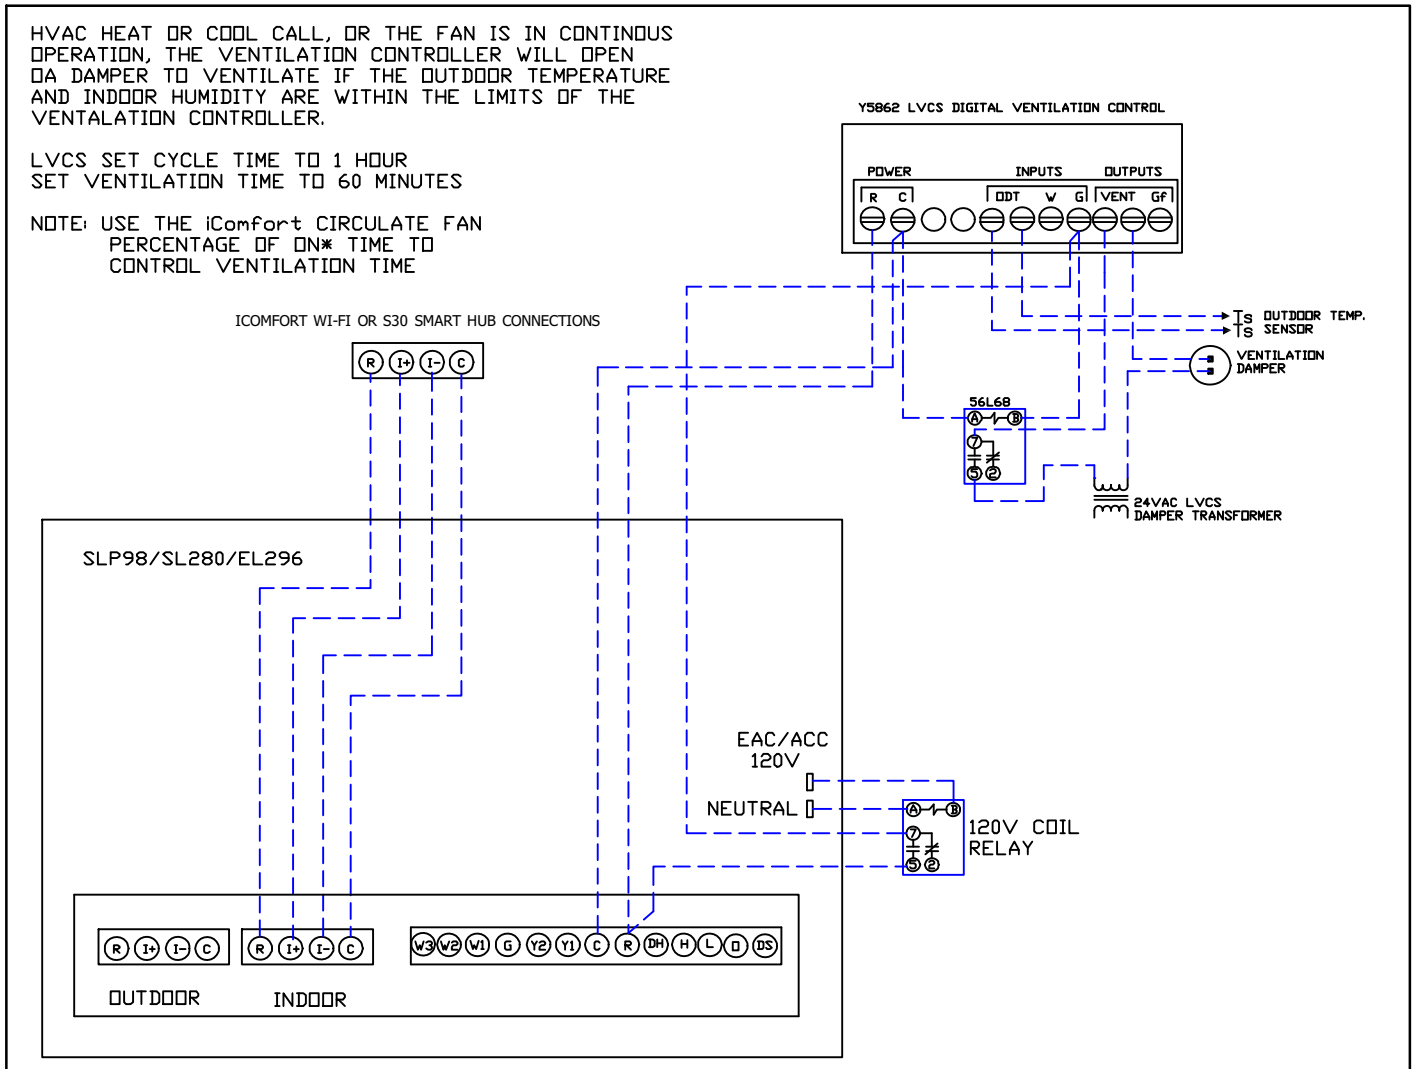 HVAC HEAT OR COOL CALL, OR THE FAN IS IN CONTINOUS
OPERATION, THE VENTILATION CONTROLLER WILL OPEN
OA DAMPER TO VENTILATE IF THE OUTDOOR TEMPERATURE
AND INDOOR HUMIDITY ARE WITHIN THE LIMITS OF THE
VENTALATION CONTROLLER.
LVCS SET CYCLE TIME TO 1 HOUR
SET VENTILATION TIME TO 60 MINUTES
NOTE: USE THE iComfort CIRCULATE FAN
PERCENTAGE OF ON* TIME TO
CONTROL VENTILATION TIME
Y5862 LVCS DIGITAL VENTILATION CONTROL
POWER INPUTS OUTPUTS
R C ODT W G VENT Gf
ICOMFORT WI-FI OR S30 SMART HUB CONNECTIONS
R I+ I- C
Ts OUTDOOR TEMP.
Ts SENSOR
VENTILATION
DAMPER
56L68
A B
7
5 2
24VAC LVCS
DAMPER TRANSFORMER
SLP98/SL280/EL296
EAC/ACC
120V
NEUTRAL
A B
7
5 2
120V COIL
RELAY
R I+ I- C
R I+ I- C
W3 W2 W1 G Y2 Y1 C R DH H L O DS
OUTDOOR
INDOOR